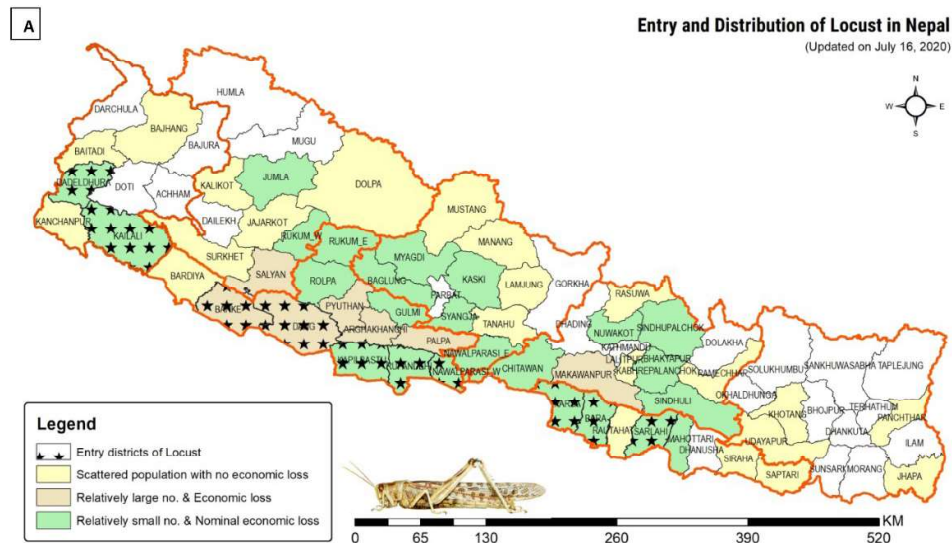 A
Entry and Distribution of Locust in Nepal
(Updated on July 16, 2020)
N
W E
S
HUMLA
DARCHULA
BAJHANG
MUGU
BAJURA
BAITADI
JUMLA
DADELDHURA
DOTI
ACHHAM
KALIKOT
DOLPA
MUSTANG
KANCHANPUR
KAILALI
DAILEKH
JAJARKOT
RUKUM_W
RUKUM_E
MANANG
SURKHET
MYAGDI
BARDIYA
SALYAN
ROLPA
BAGLUNG
KASKI
LAMJUNG
GORKHA
PARBAT
RASUWA
BANKE
DANG
PYUTHAN
GULMI
SYANGJA
DHADING
NUWAKOT
SINDHUPALCHOK
ARGHAKHANCHI
TANAHU
DOLAKHA
PALPA
KATHMANDU
LALITPUR
BHAKTAPUR
SOLUKHUMBU
SANKHUWASABHA
TAPLEJUNG
KAPILBASTU
NAWALPARASI_E
NAWALPARASI_W
CHITAWAN
MAKAWANPUR
KABHREPALANCHOK
RAMECHHAP
OKHALDHUNGA
SINDHULI
KHOTANG
BHOJPUR
TERHATHUM
PANCHTHAR
PARSA
BARA
RAUTAHAT
SARLAHI
MAHOTTARI
DHANUSHA
UDAYAPUR
DHANKUTA
ILAM
SIRAHA
SAPTARI
SUNSARI
MORANG
JHAPA
Legend
Entry districts of Locust
Scattered population with no economic loss
Relatively large no. & Economic loss
Relatively small no. & Nominal economic loss
KM
0 65 130 260 390 520